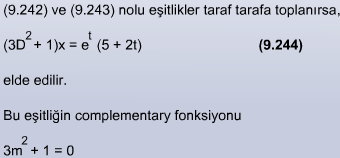 (9.242) ve (9.243) nolu eşitlikler taraf tarafa toplanırsa,
(3D² + 1)x = eᵗ (5 + 2t) (9.244)
elde edilir.
Bu eşitliğin complementary fonksiyonu
3m² + 1 = 0